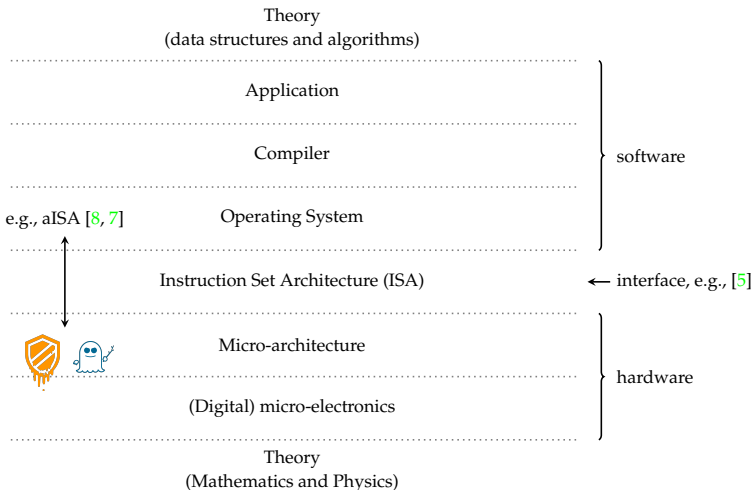 Theory
(data structures and algorithms)
Application
Compiler
software
e.g., aISA [8, 7]
Operating System
Instruction Set Architecture (ISA)
interface, e.g., [5]
Micro-architecture
hardware
(Digital) micro-electronics
Theory
(Mathematics and Physics)